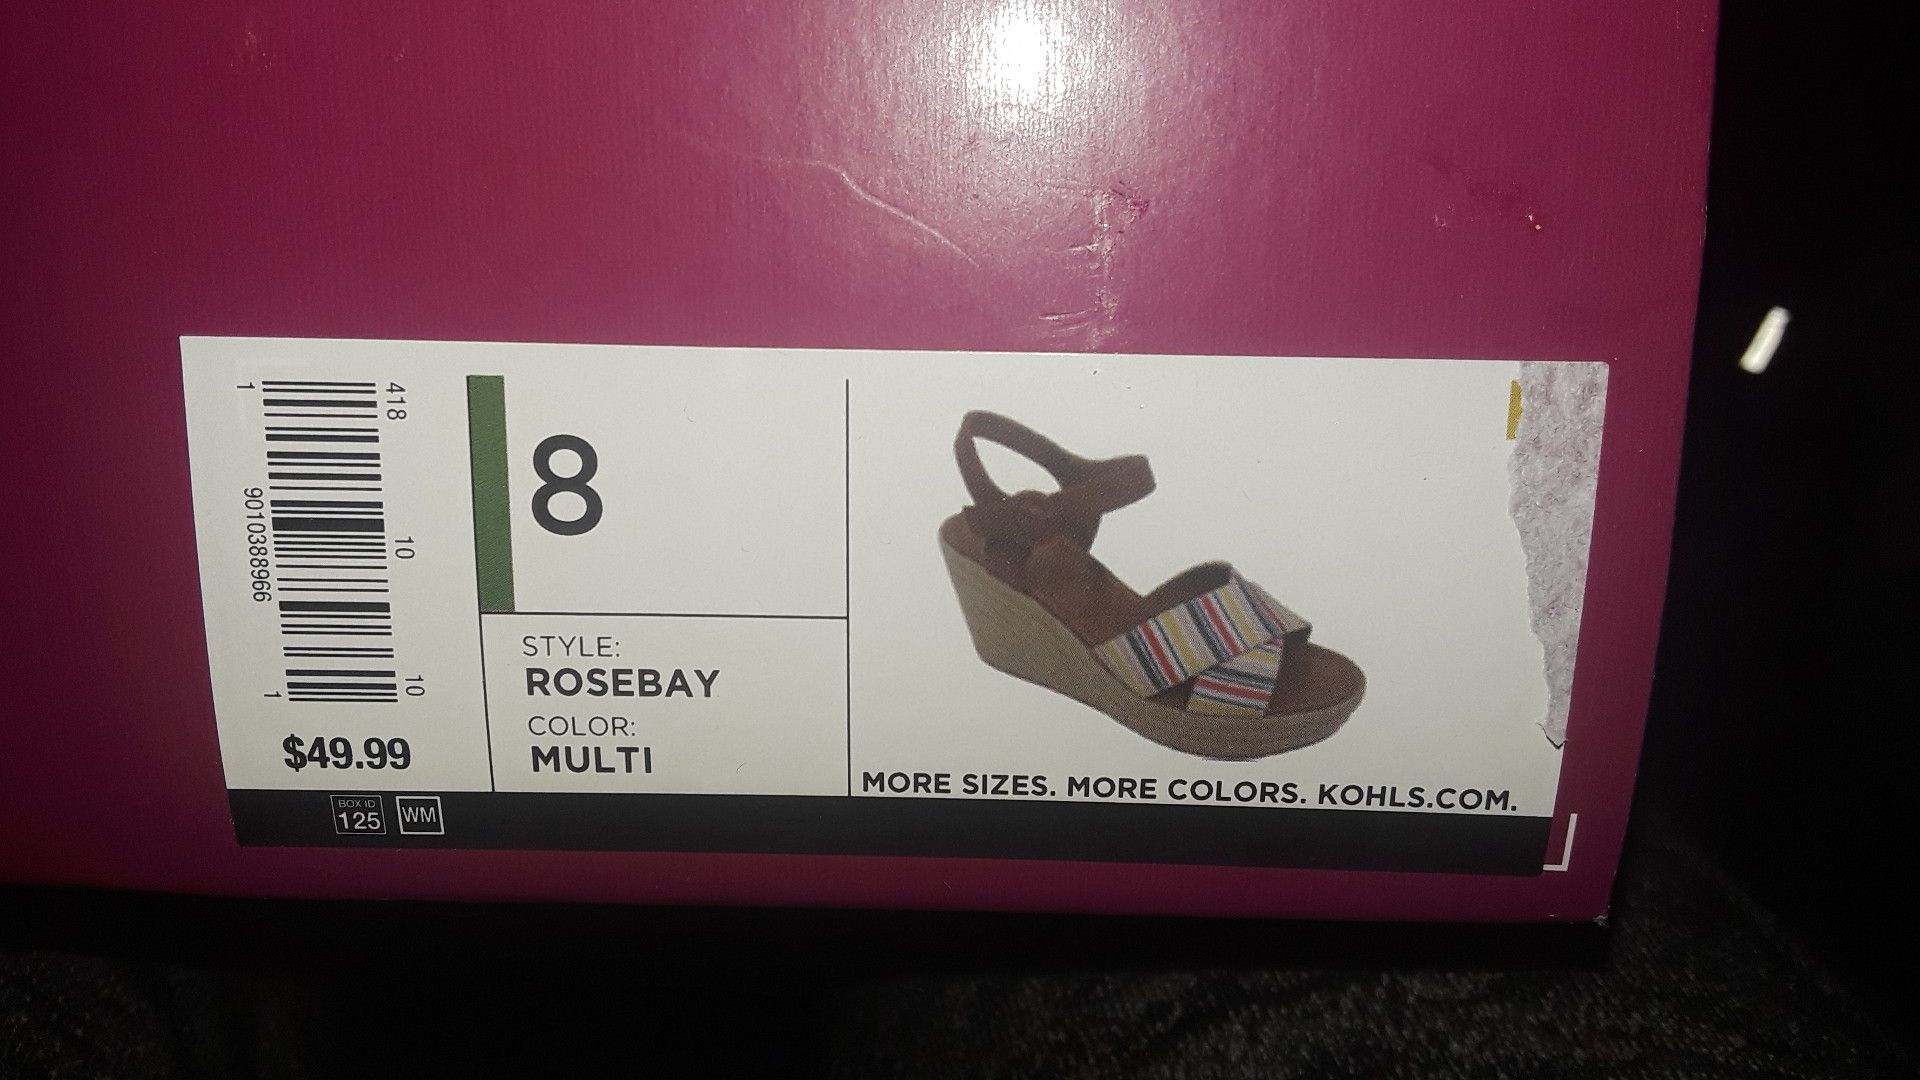 418
1
9010388966
10
10
1
$49.99
8
STYLE:
ROSEBAY
COLOR:
MULTI
MORE SIZES. MORE COLORS. KOHLS.COM.
BOX ID
125
WM